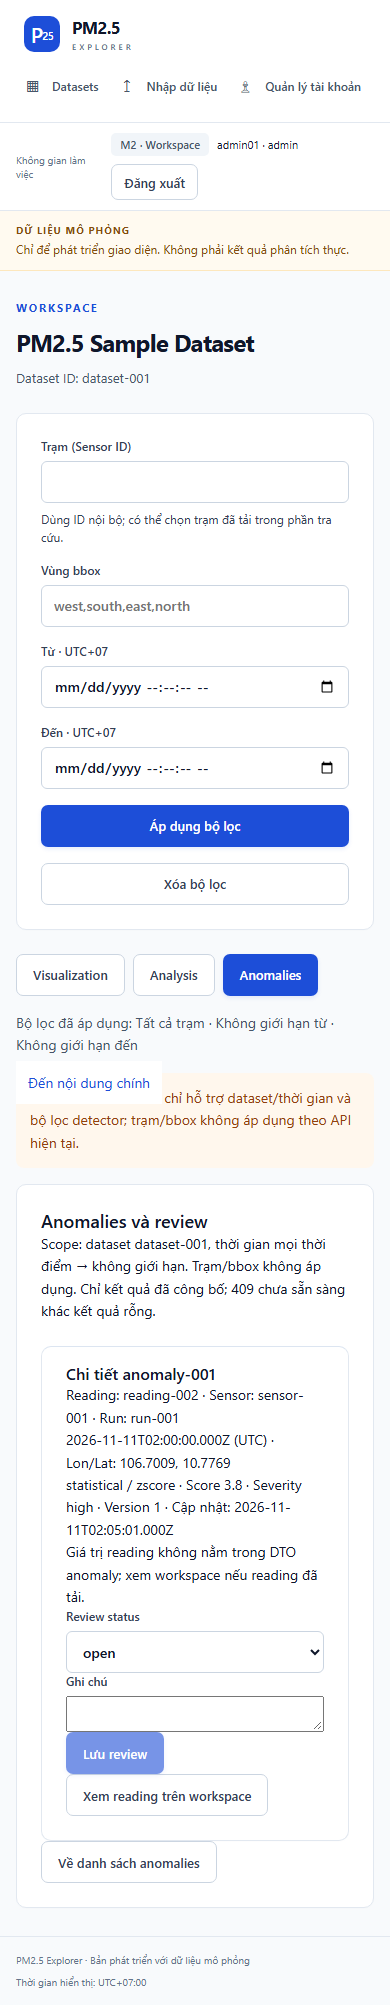 P25
PM2.5
EXPLORER
Datasets
Nhập dữ liệu
Quản lý tài khoản
Không gian làm
việc
M2 · Workspace
admin01 · admin
Đăng xuất
DỮ LIỆU MÔ PHỎNG
Chỉ để phát triển giao diện. Không phải kết quả phân tích thực.
WORKSPACE
PM2.5 Sample Dataset
Dataset ID: dataset-001
Trạm (Sensor ID)
Dùng ID nội bộ; có thể chọn trạm đã tải trong phần tra
cứu.
Vùng bbox
west,south,east,north
Từ · UTC+07
mm/dd/yyyy --:--:-- --
Đến · UTC+07
mm/dd/yyyy --:--:-- --
Áp dụng bộ lọc
Xóa bộ lọc
Visualization
Analysis
Anomalies
Bộ lọc đã áp dụng: Tất cả trạm · Không giới hạn từ ·
Không giới hạn đến
Đến nội dung chính
chỉ hỗ trợ dataset/thời gian và
bộ lọc detector; trạm/bbox không áp dụng theo API
hiện tại.
Anomalies và review
Scope: dataset dataset-001, thời gian mọi thời
điểm → không giới hạn. Trạm/bbox không áp
dụng. Chỉ kết quả đã công bố; 409 chưa sẵn sàng
khác kết quả rỗng.
Chi tiết anomaly-001
Reading: reading-002 · Sensor: sensor-
001 · Run: run-001
2026-11-11T02:00:00.000Z (UTC) ·
Lon/Lat: 106.7009, 10.7769
statistical / zscore · Score 3.8 · Severity
high · Version 1 · Cập nhật: 2026-11-
11T02:05:01.000Z
Giá trị reading không nằm trong DTO
anomaly; xem workspace nếu reading đã
tải.
Review status
open
Ghi chú
Lưu review
Xem reading trên workspace
Về danh sách anomalies
PM2.5 Explorer · Bản phát triển với dữ liệu mô phỏng
Thời gian hiển thị: UTC+07:00